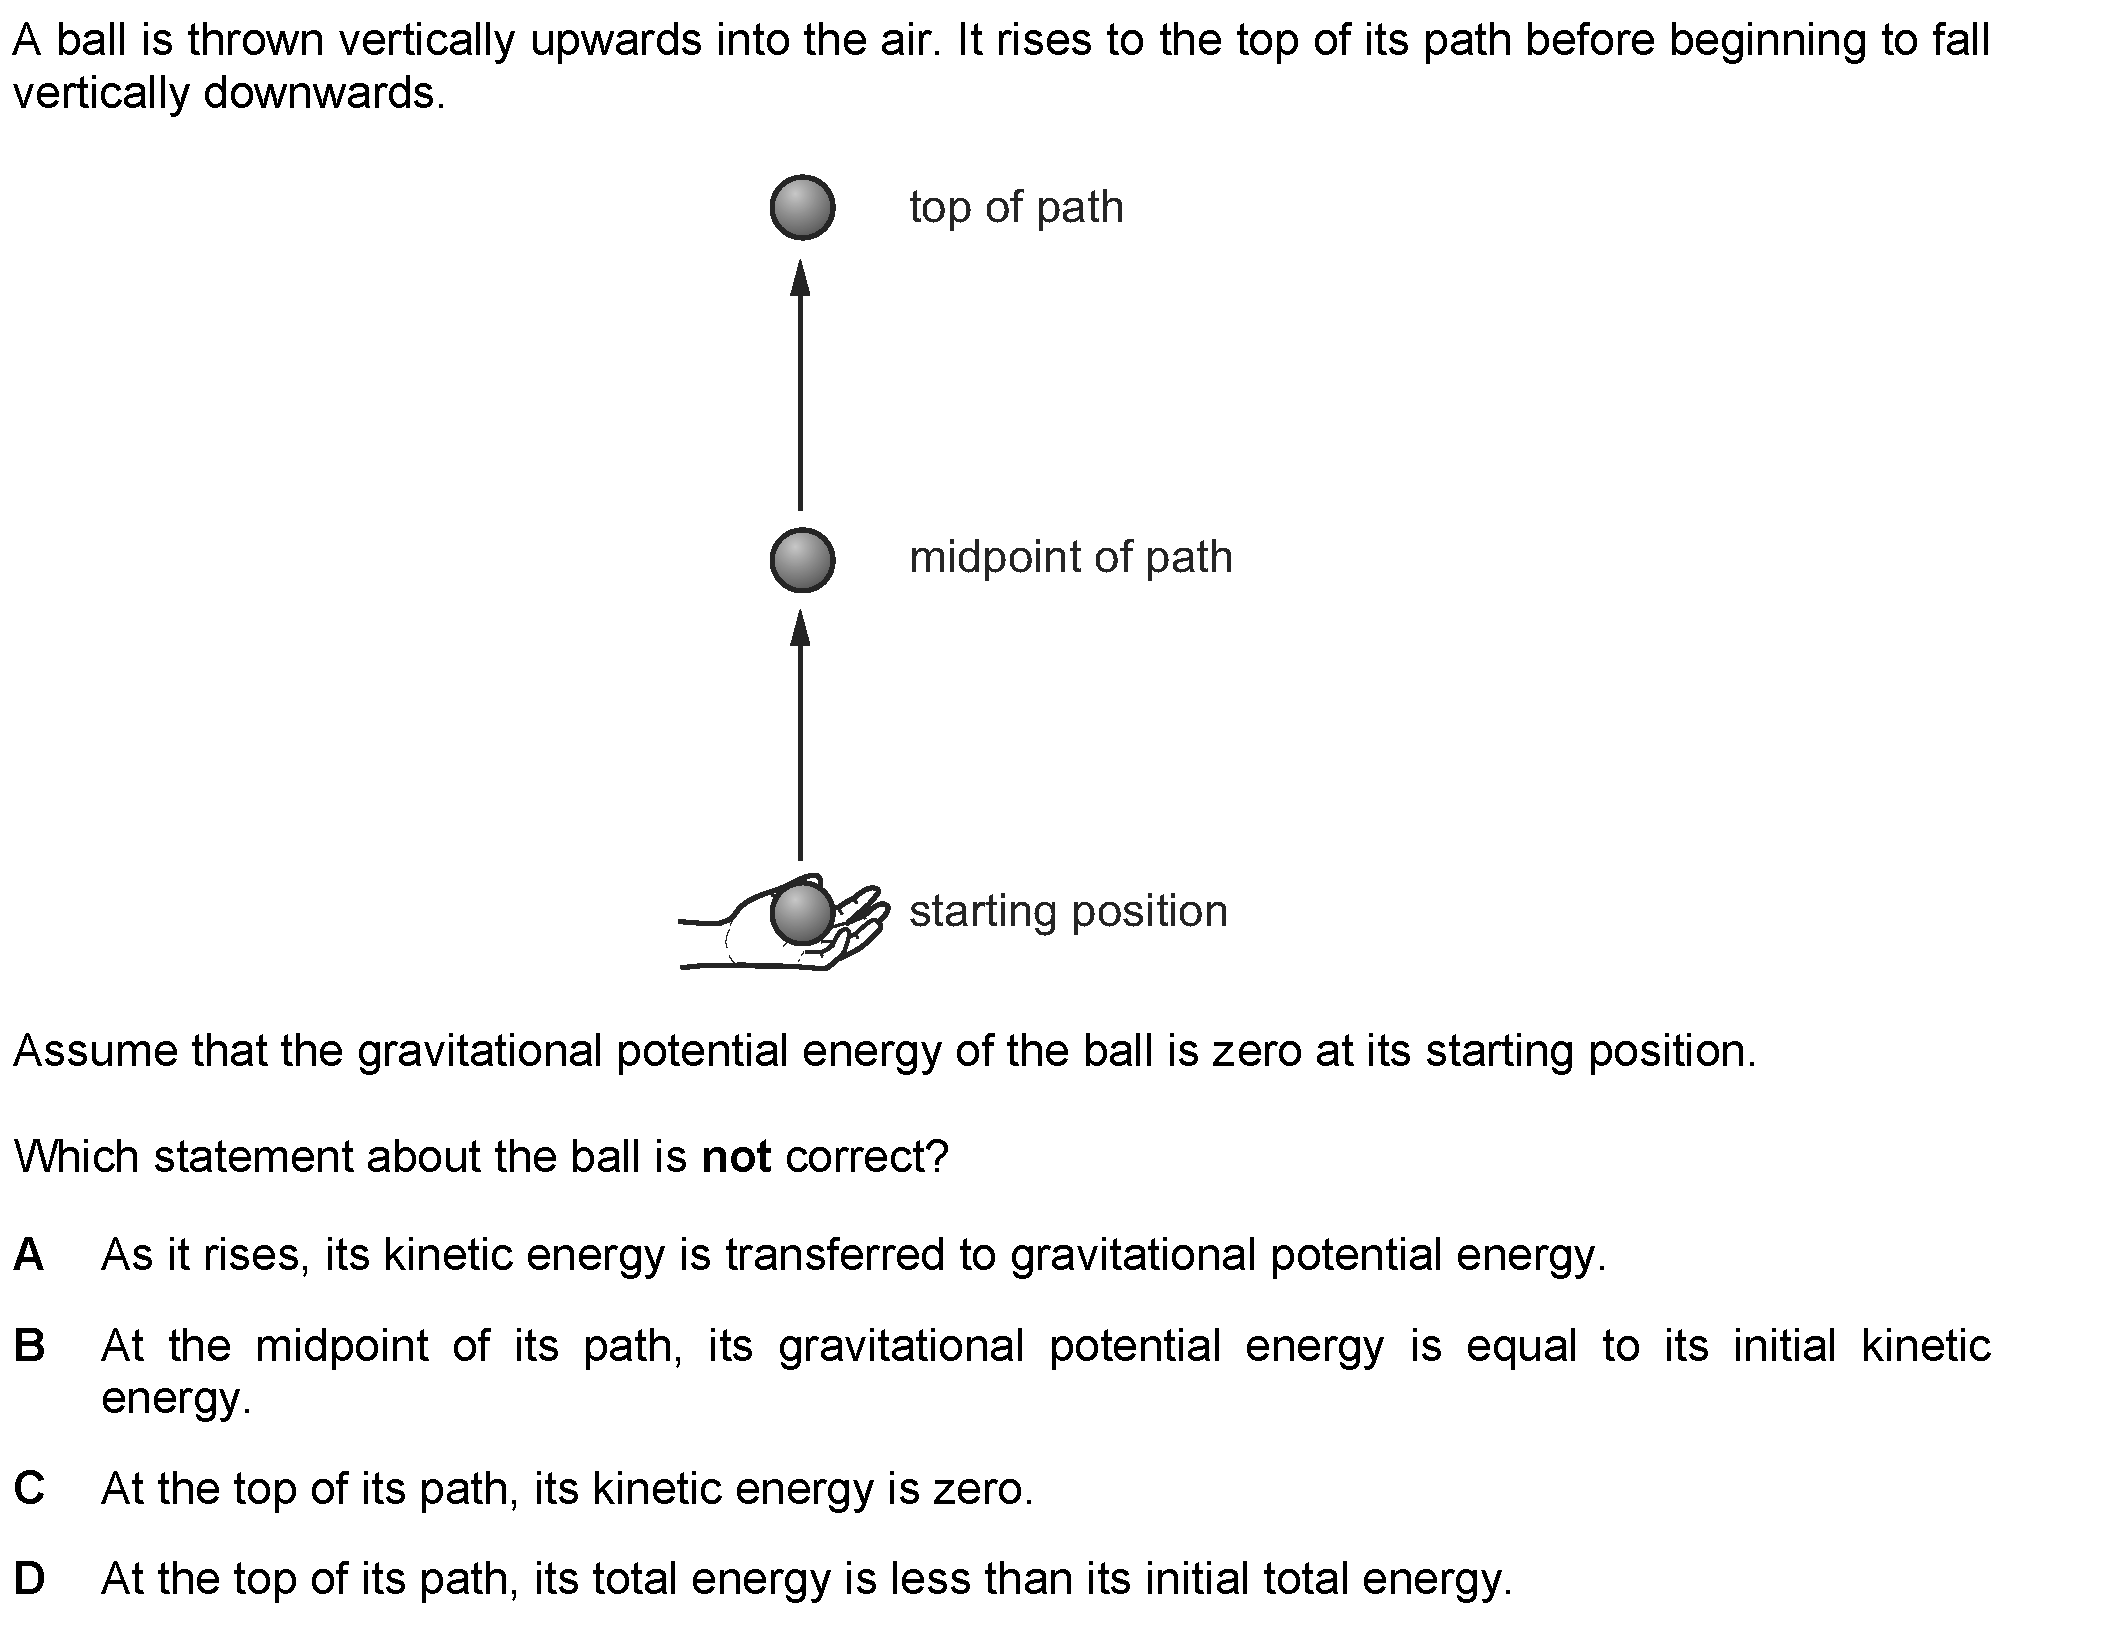 A ball is thrown vertically upwards into the air. It rises to the top of its path before beginning to fall
vertically downwards.
top of path
midpoint of path
starting position
Assume that the gravitational potential energy of the ball is zero at its starting position.
Which statement about the ball is not correct?
A As it rises, its kinetic energy is transferred to gravitational potential energy.
B At the midpoint of its path, its gravitational potential energy is equal to its initial kinetic
energy.
C At the top of its path, its kinetic energy is zero.
D At the top of its path, its total energy is less than its initial total energy.